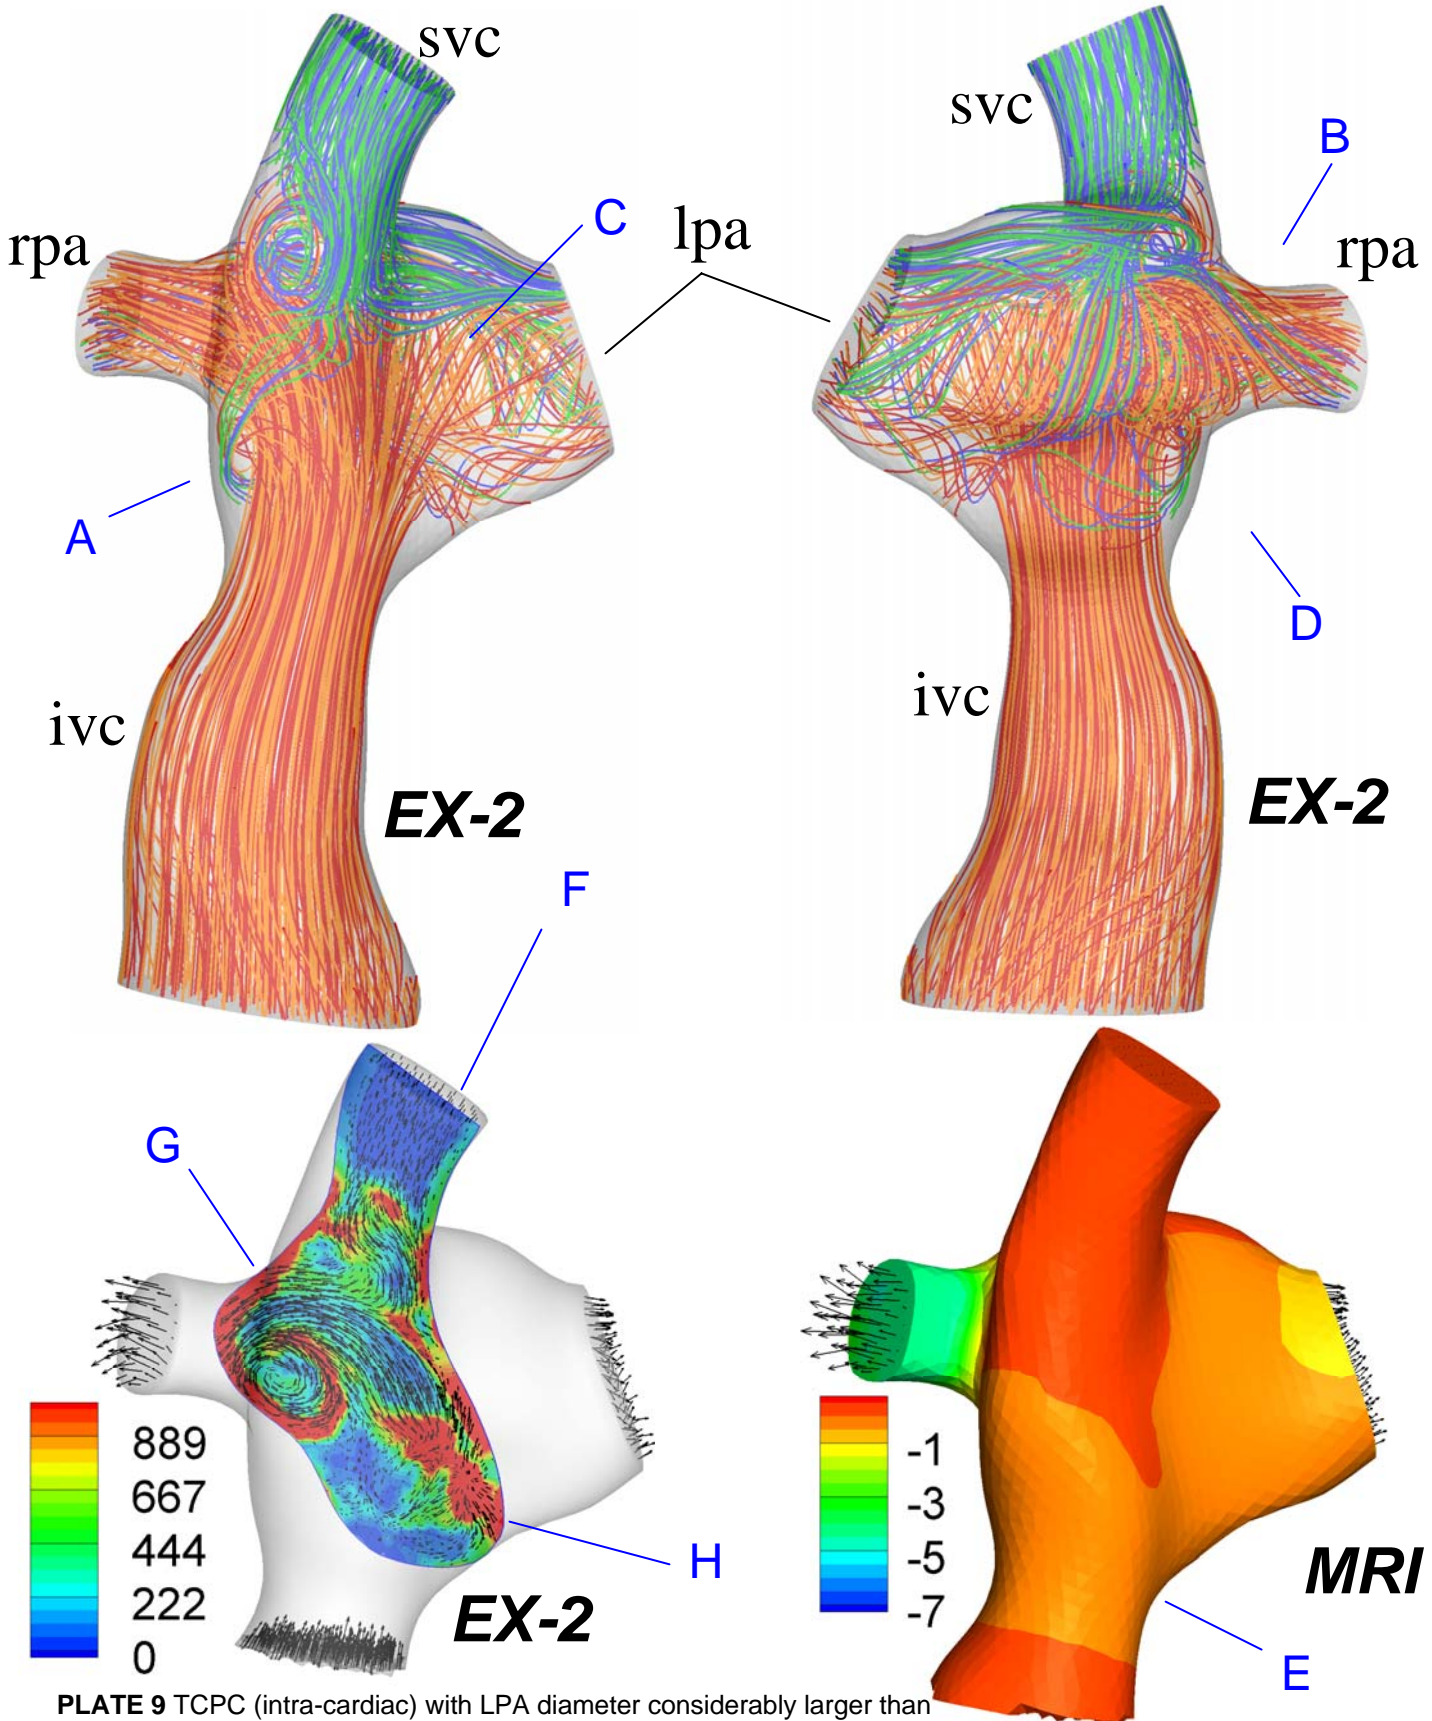 svc
svc
B
rpa
C
lpa
rpa
A
D
ivc
ivc
EX-2
EX-2
F
G
889
667
444
222
0
H
EX-2
-1
-3
-5
-7
MRI
E
PLATE 9 TCPC (intra-cardiac) with LPA diameter considerably larger than